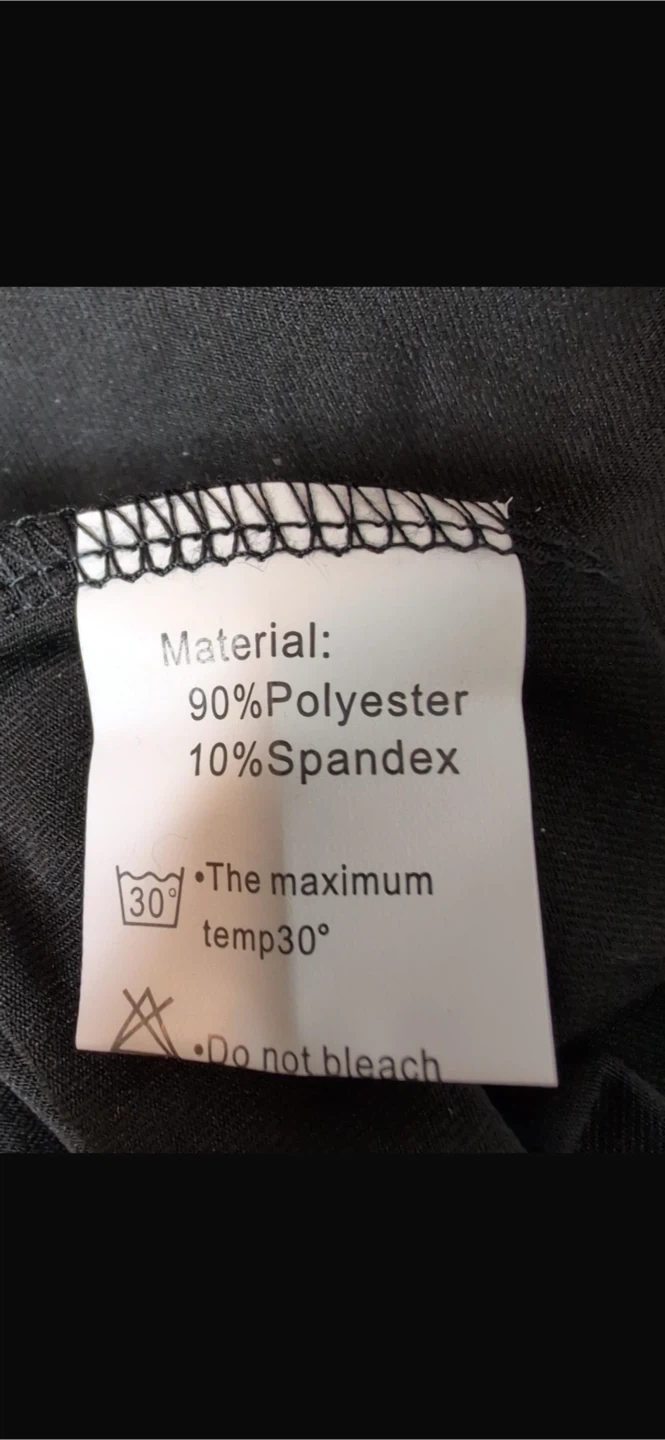 Material:
90%Polyester
10%Spandex
30° •The maximum
temp30°
•Do not bleach